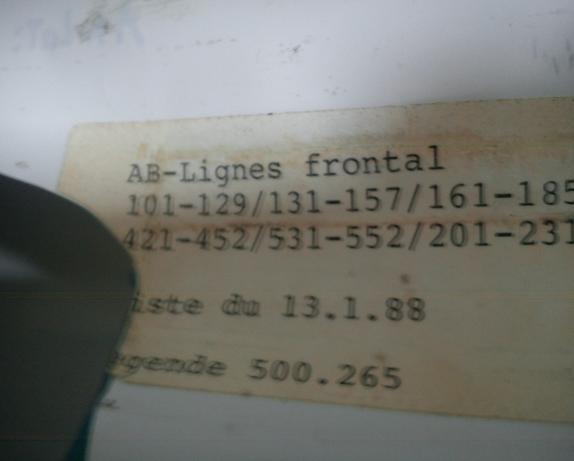 AB-Lignes frontal
101-129/131-157/161-185
421-452/531-552/201-231
iste du 13.1.88
egende 500.265